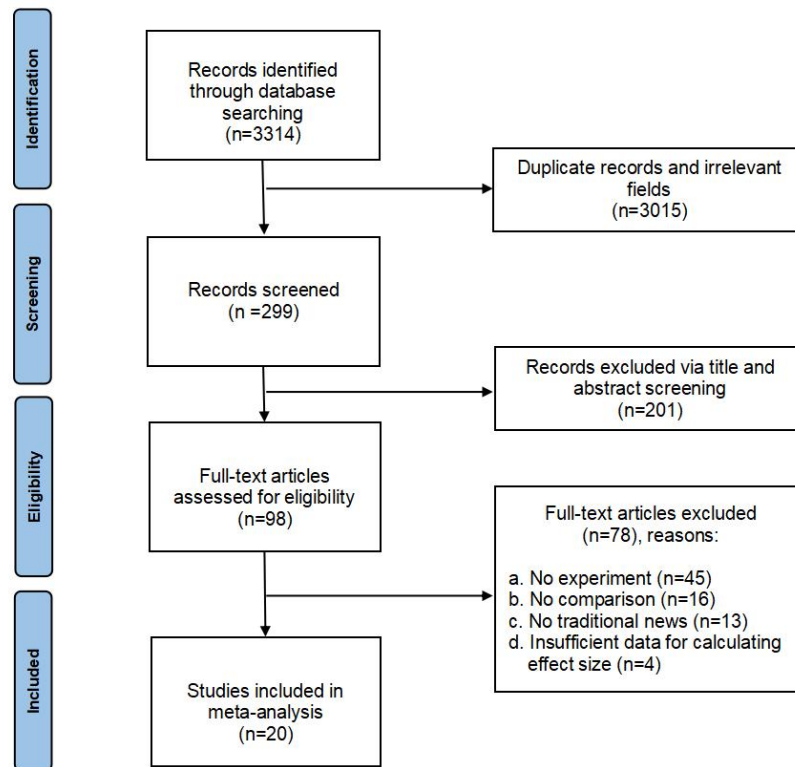 Identification
Records identified
through database
searching
(n=3314)
Duplicate records and irrelevant
fields
(n=3015)
Screening
Records screened
(n =299)
Records excluded via title and
abstract screening
(n=201)
Eligibility
Full-text articles
assessed for eligibility
(n=98)
Full-text articles excluded
(n=78), reasons:
a. No experiment (n=45)
b. No comparison (n=16)
c. No traditional news (n=13)
d. Insufficient data for calculating
effect size (n=4)
Included
Studies included in
meta-analysis
(n=20)